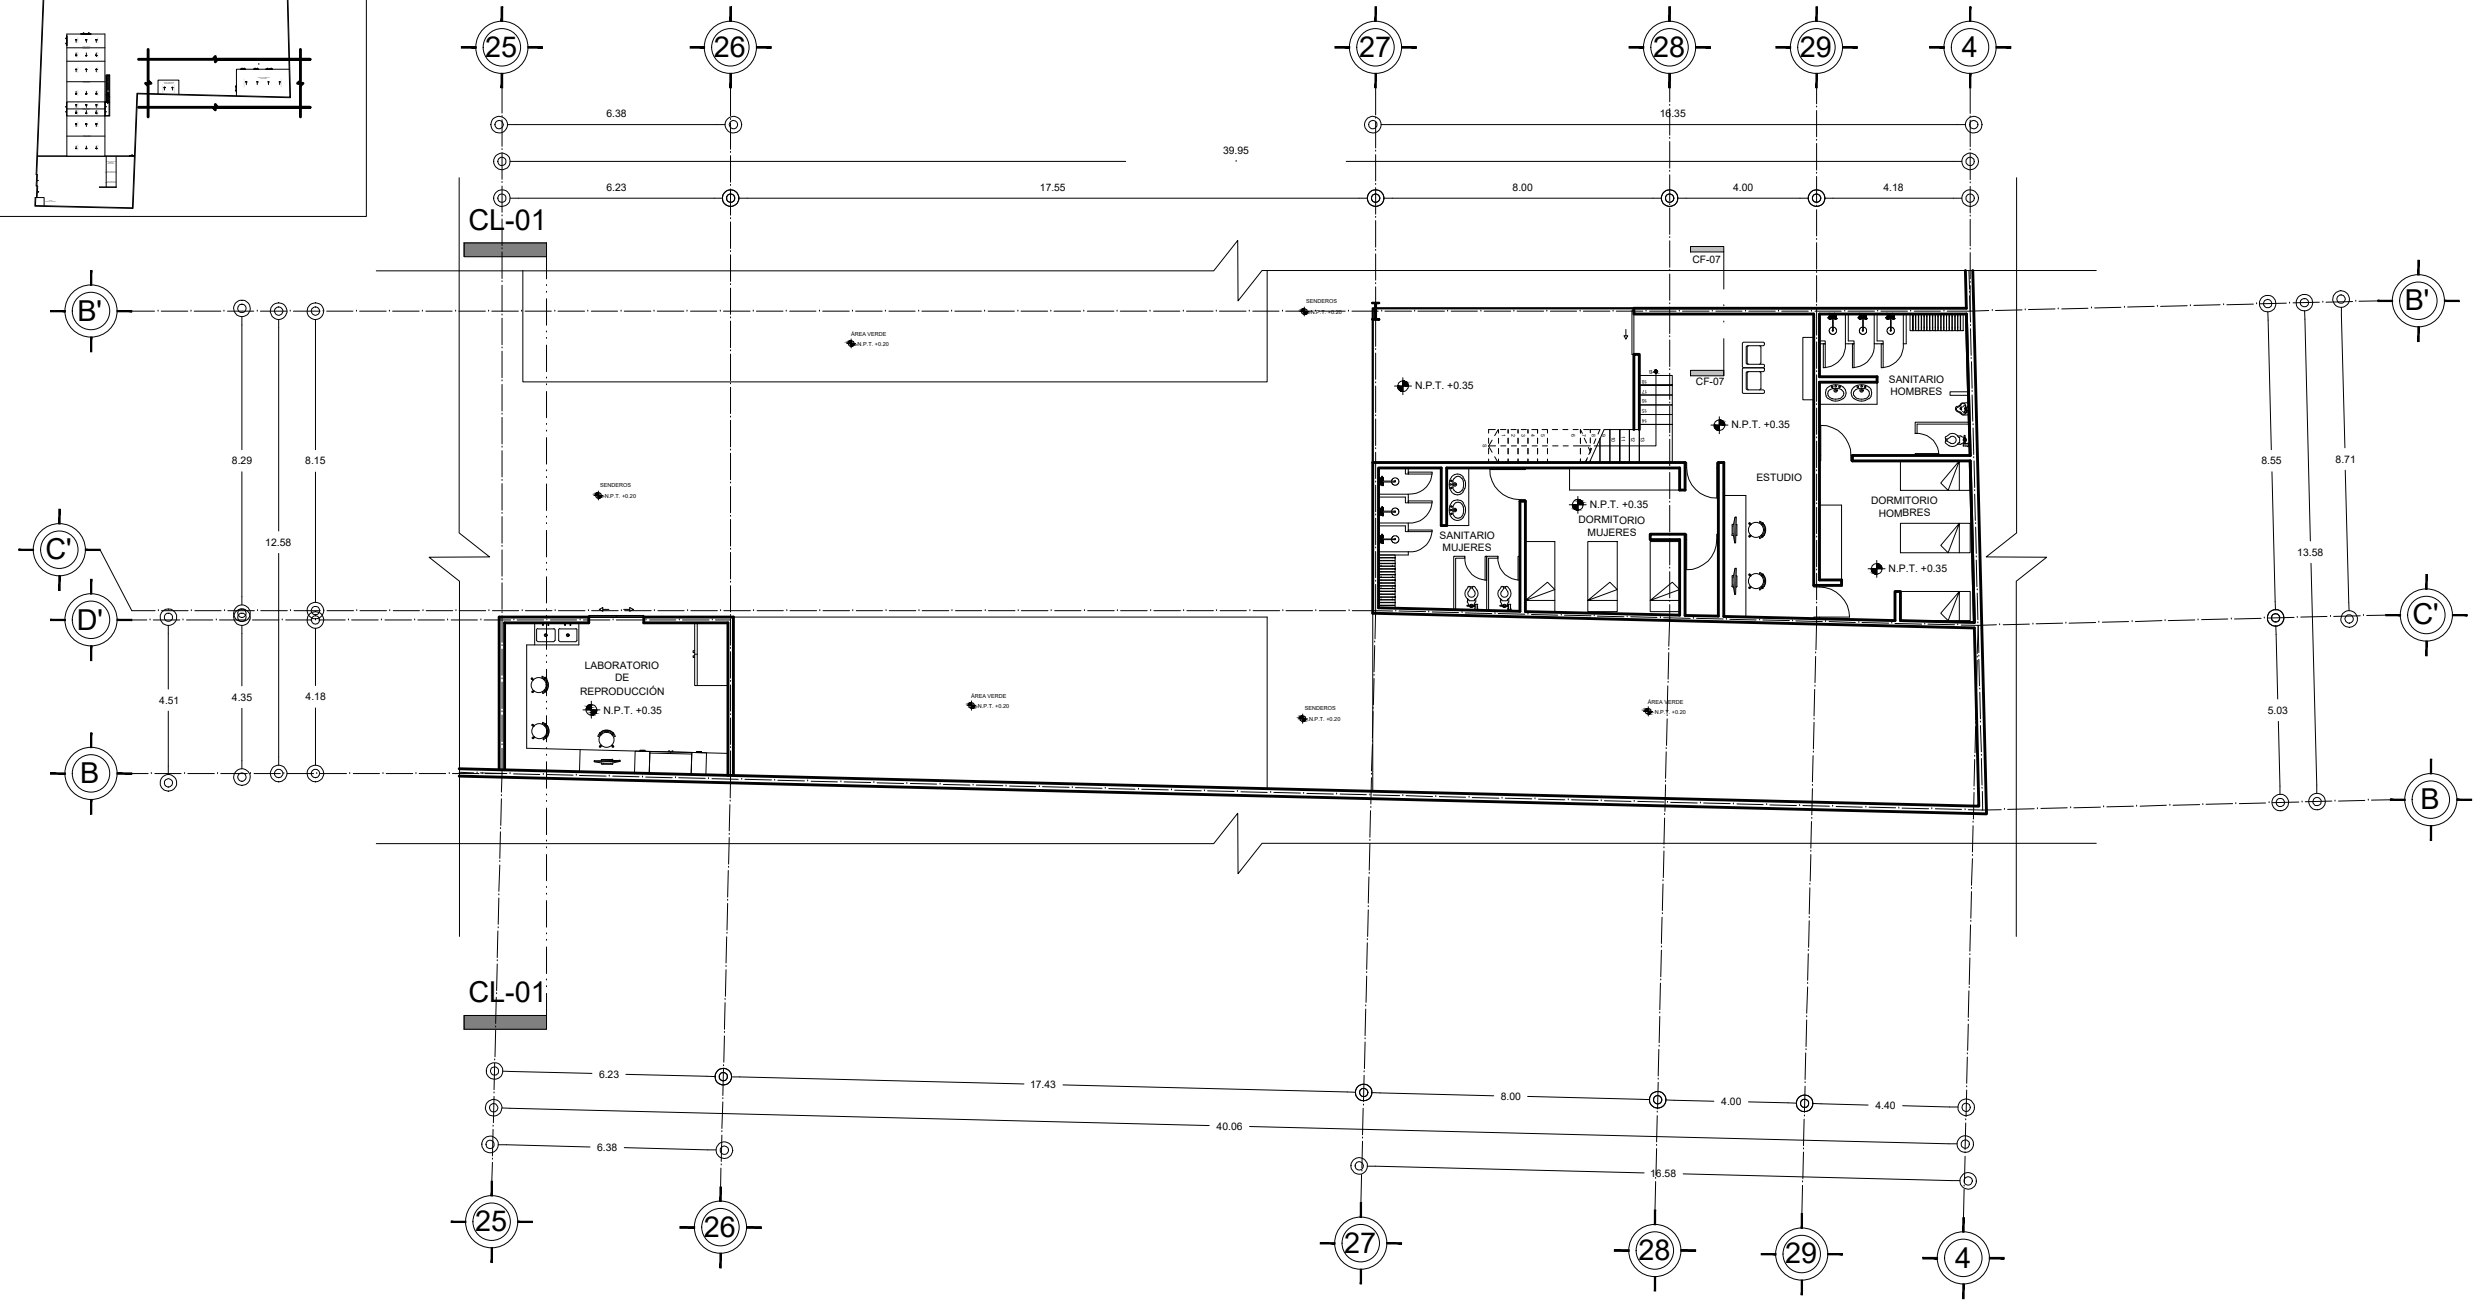 25
26
27
28
29
4
6.38
16.35
39.95
6.23
17.55
8.00
4.00
4.18
CL-01
CF-07
B'
B'
SENDEROS
N.P.T. +0.20
ÁREA VERDE
N.P.T. +0.20
N.P.T. +0.35
CF-07
SANITARIO
HOMBRES
N.P.T. +0.35
8.29
8.15
8.55
8.71
ESTUDIO
SENDEROS
N.P.T. +0.20
N.P.T. +0.35
DORMITORIO
MUJERES
DORMITORIO
HOMBRES
SANITARIO
MUJERES
12.58
C'
13.58
N.P.T. +0.35
D'
C'
LABORATORIO
DE
REPRODUCCIÓN
N.P.T. +0.35
4.51
4.35
4.18
ÁREA VERDE
N.P.T. +0.20
SENDEROS
N.P.T. +0.20
ÁREA VERDE
N.P.T. +0.20
5.03
B
B
CL-01
6.23
17.43
8.00
4.00
4.40
40.06
6.38
16.58
25
26
27
28
29
4